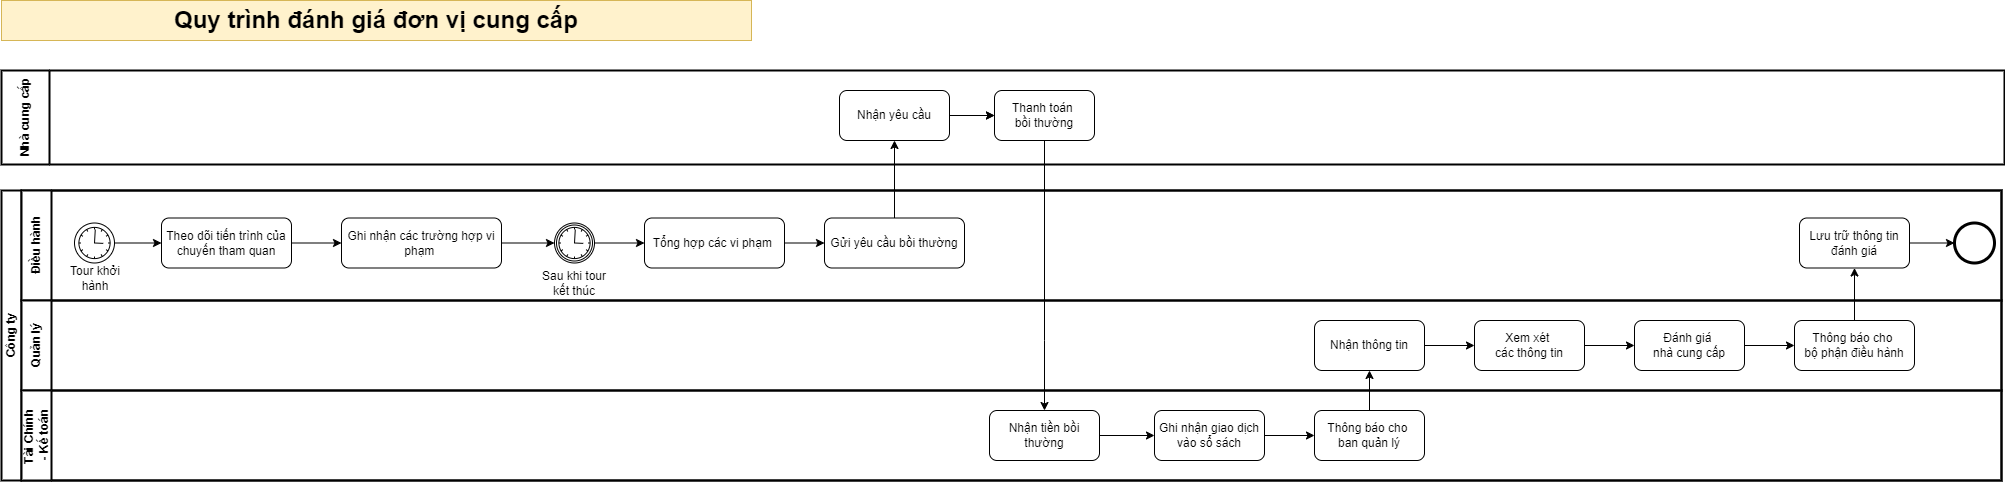 Quy trình đánh giá đơn vị cung cấp
Nhà cung cấp
Nhận yêu cầu
Thanh toán
bồi thường
Công ty
Điều hành
Tour khởi
hành
Theo dõi tiến trình của
chuyến tham quan
Ghi nhận các trường hợp vi
phạm
Sau khi tour
kết thúc
Tổng hợp các vi phạm
Gửi yêu cầu bồi thường
Lưu trữ thông tin
đánh giá
Quản lý
Nhận thông tin
Xem xét
các thông tin
Đánh giá
nhà cung cấp
Thông báo cho
bộ phận điều hành
Tài Chính
- Kế toán
Nhận tiền bồi
thường
Ghi nhận giao dịch
vào sổ sách
Thông báo cho
ban quản lý